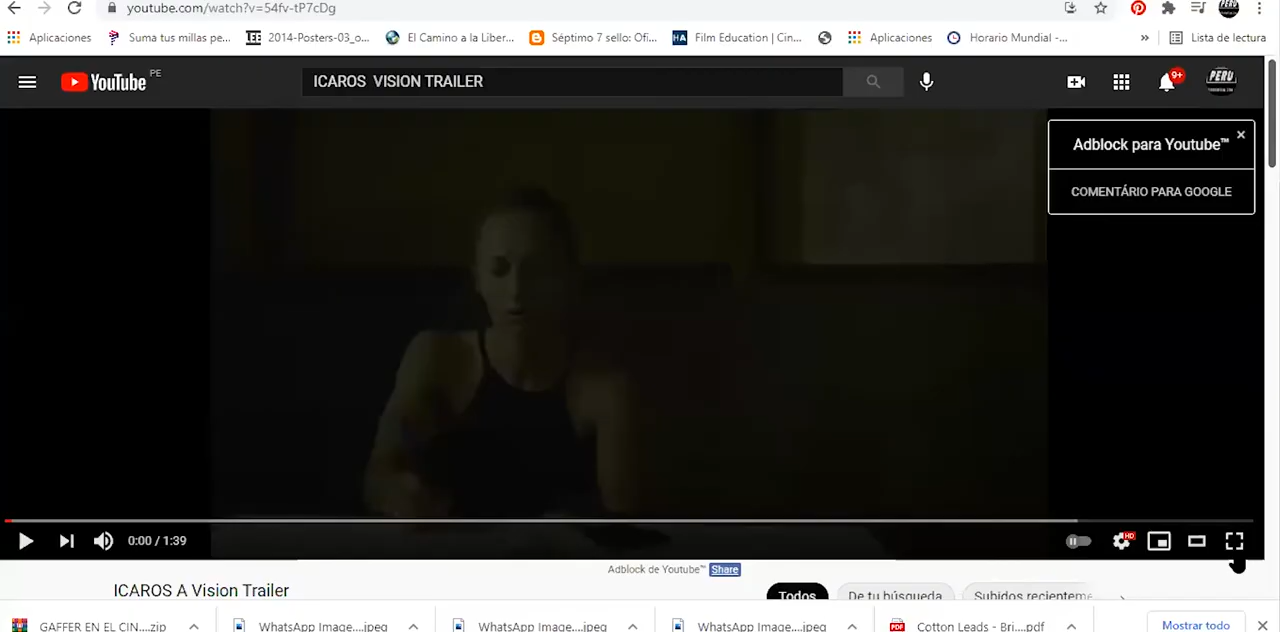 youtube.com/watch?v=54fv-tP7cDg
Aplicaciones Suma tus millas pe... 2014-Posters-03_o... El Camino a la Liber... Séptimo 7 sello: Ofi... HA Film Education | Cin... Aplicaciones Horario Mundial -... » Lista de lectura
YouTube PE ICAROS VISION TRAILER 9+ PERU
Adblock para Youtube™ ×
COMENTÁRIO PARA GOOGLE
0:00 / 1:39 HD
Adblock de Youtube™ Share
ICAROS A Vision Trailer Todos De tu búsqueda Subidos recienteme
GAFFER EN EL CIN....zip WhatsApp Image....jpeg WhatsApp Image....jpeg WhatsApp Image....jpeg Cotton Leads - Bri....pdf Mostrar todo